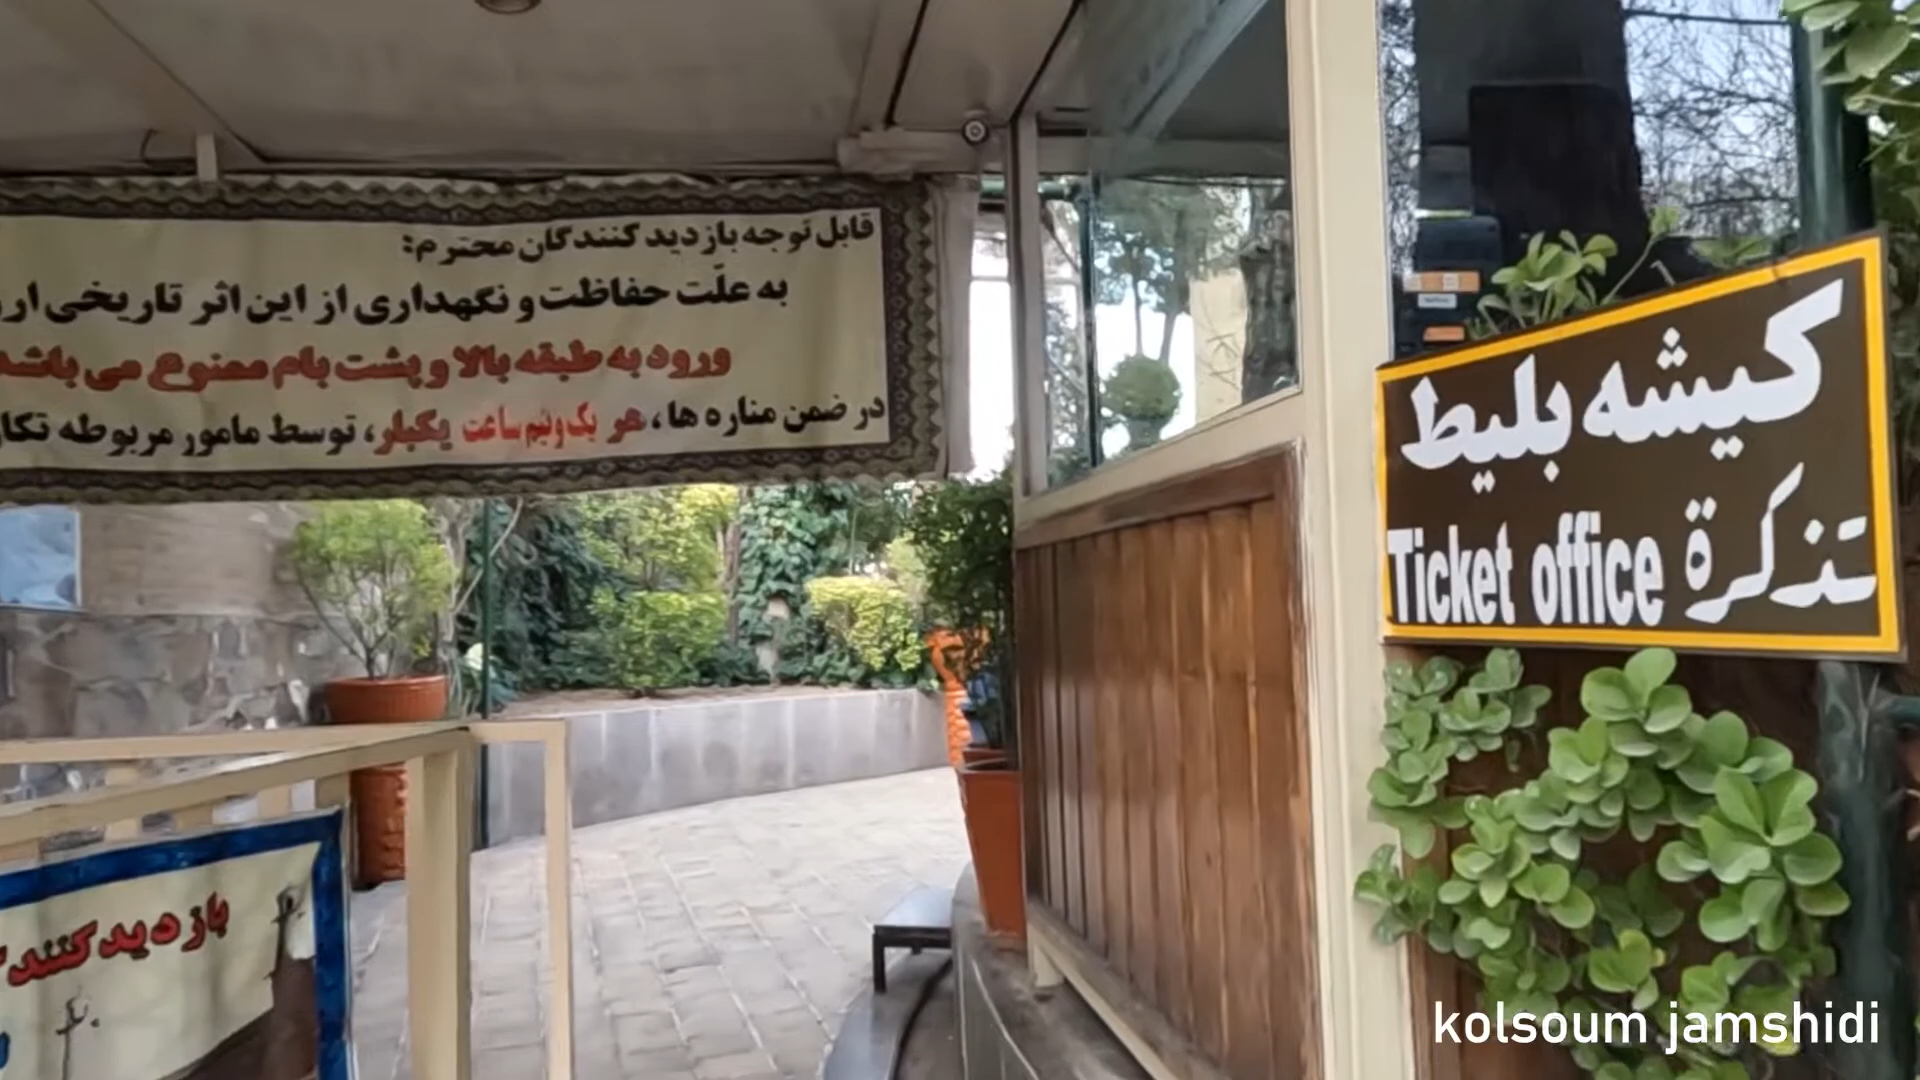 قابل توجه بازدید کنندگان محترم:
به علّت حفاظت و نگهداری از این اثر تاریخی
ورود به طبقه بالا و پشت بام ممنوع می باشد
در ضمن مناره ها، هر یک ونیم ساعت یکبار، توسط مامور مربوطه
کیشه بلیط
Ticket office تذكرة
بازدید
kolsoum jamshidi